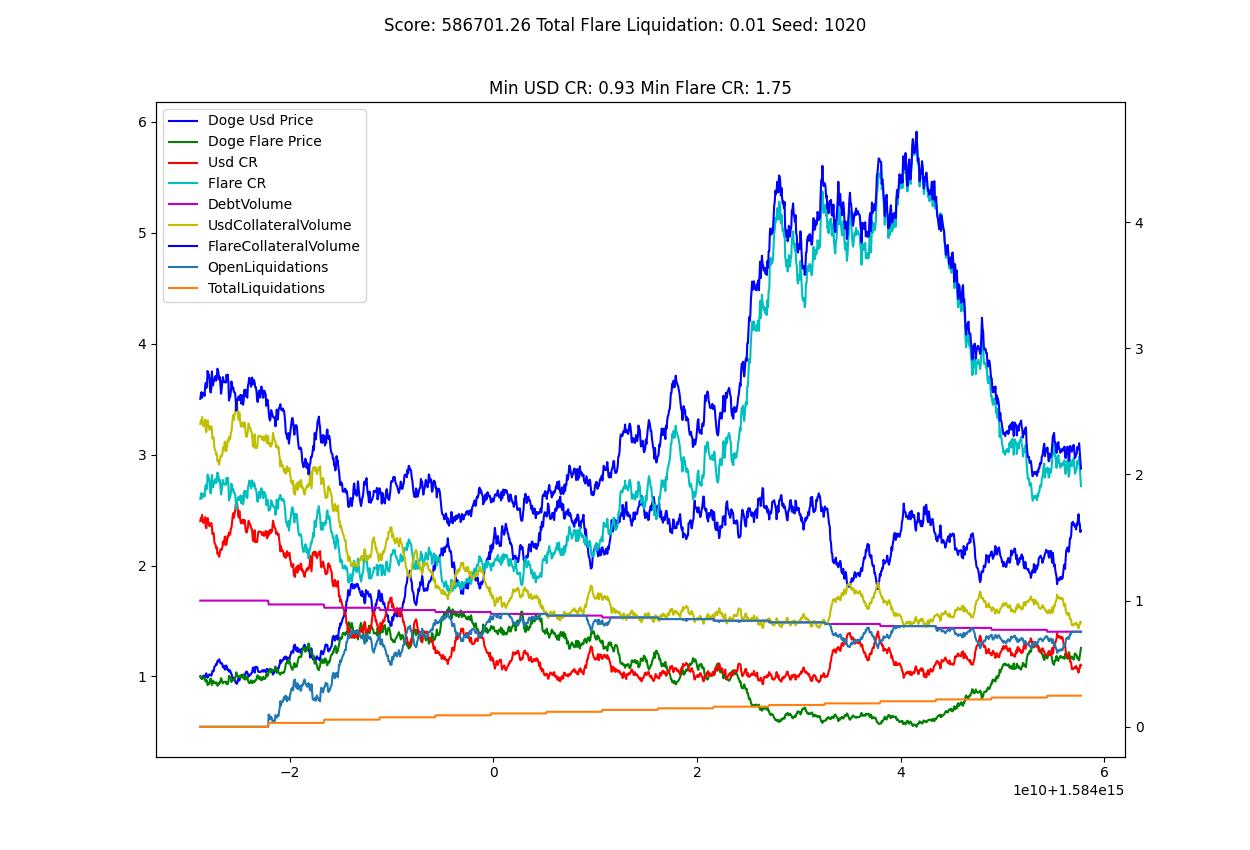 Score: 586701.26 Total Flare Liquidation: 0.01 Seed: 1020
Min USD CR: 0.93 Min Flare CR: 1.75
Doge Usd Price
Doge Flare Price
Usd CR
Flare CR
DebtVolume
UsdCollateralVolume
FlareCollateralVolume
OpenLiquidations
TotalLiquidations
6
5
4
3
2
1
4
3
2
1
0
−2
0
2
4
6
1e10+1.584e15